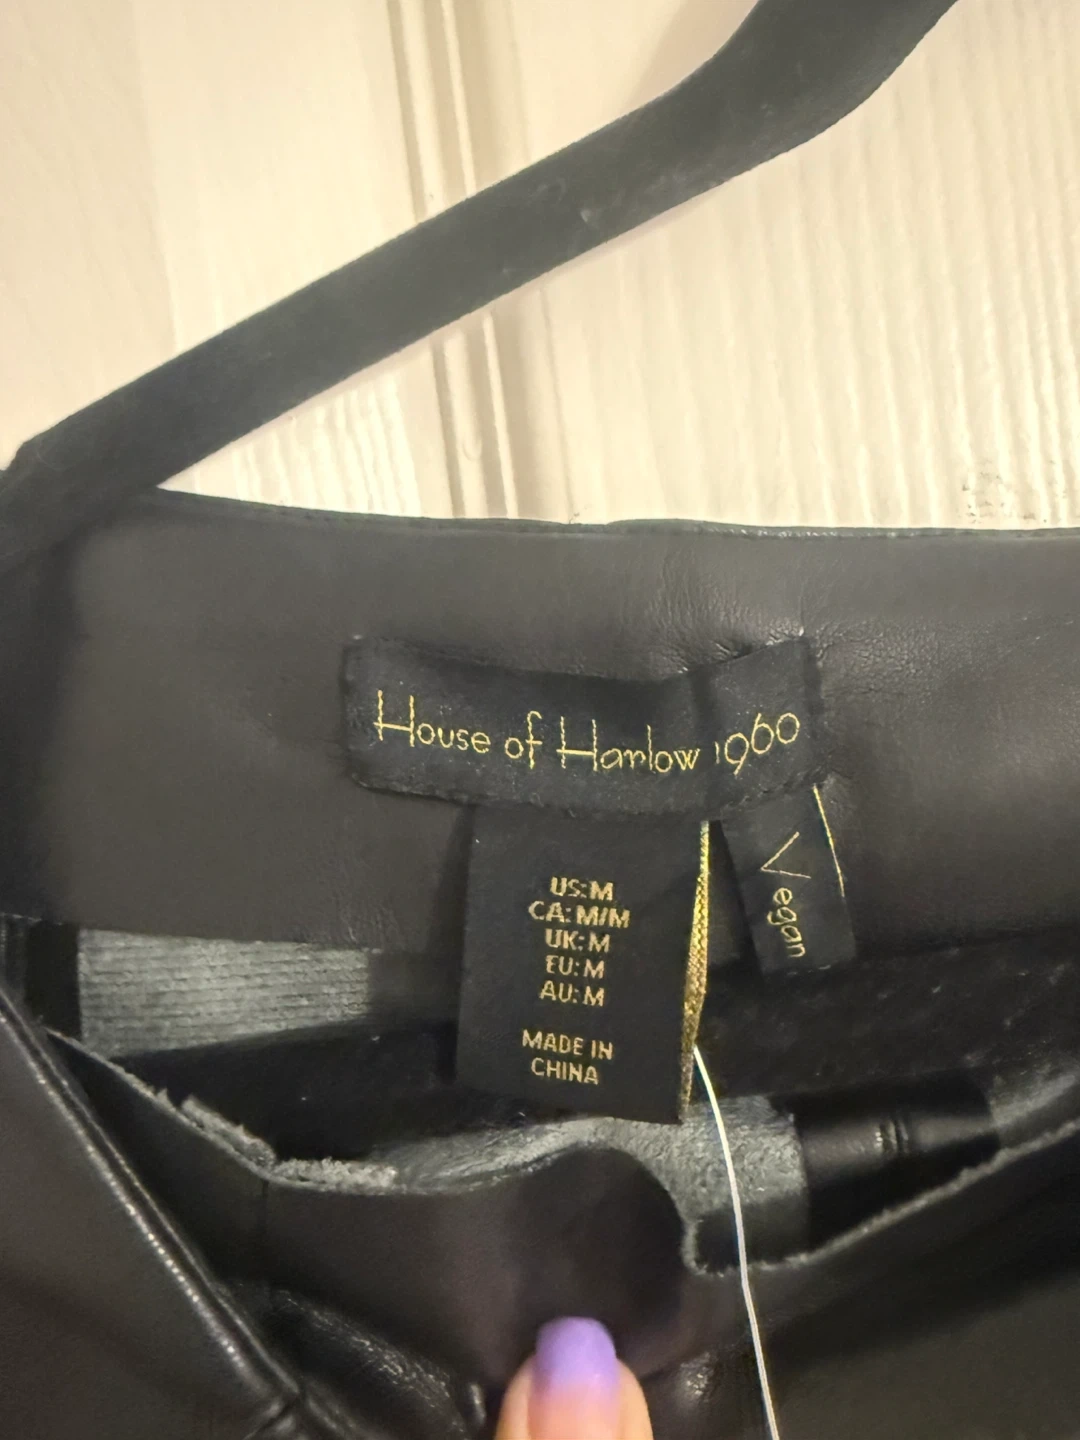 House of Harlow 1960
Vegan
US: M
CA: M/M
UK: M
EU: M
AU: M
MADE IN
CHINA